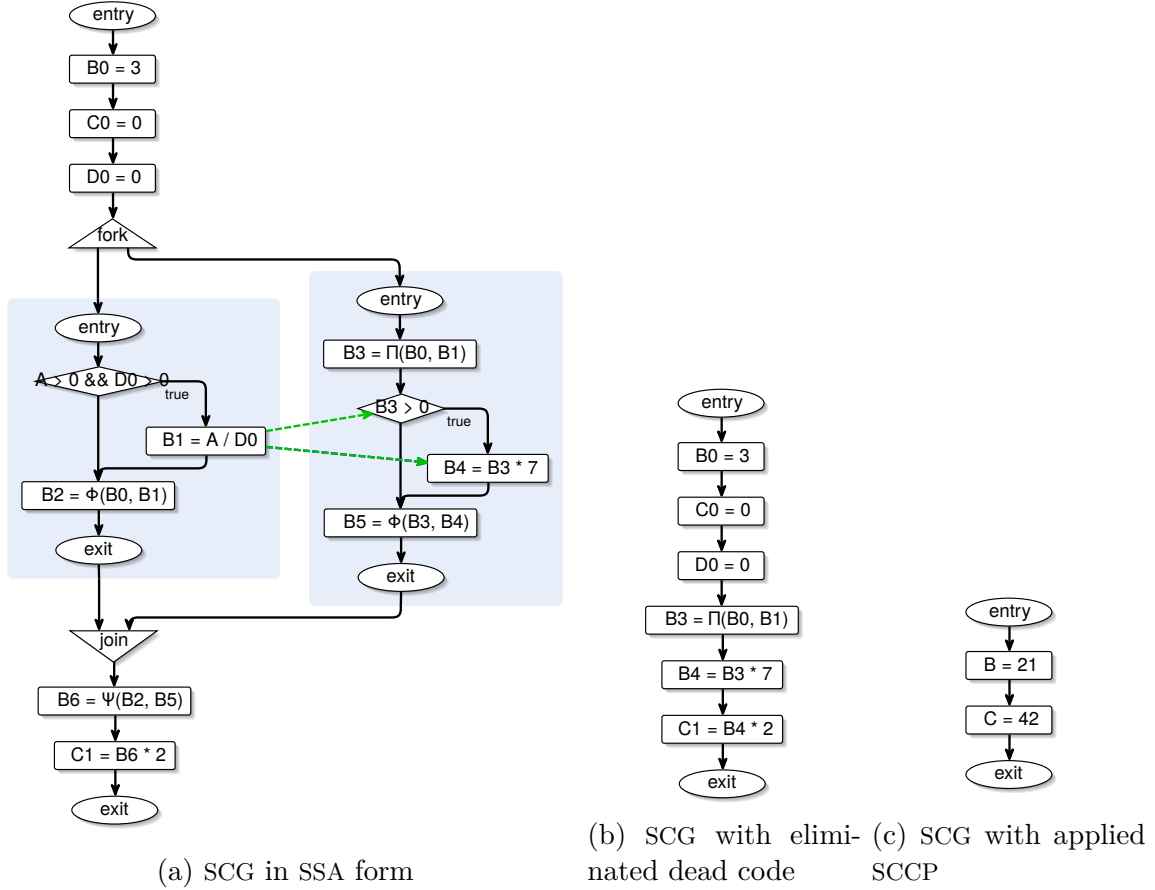 entry
B0 = 3
C0 = 0
D0 = 0
fork
entry
A > 0 && D0 > 0
true
B1 = A / D0
B2 = Φ(B0, B1)
exit
entry
B3 = Π(B0, B1)
B3 > 0
true
B4 = B3 * 7
B5 = Φ(B3, B4)
exit
join
B6 = Ψ(B2, B5)
C1 = B6 * 2
exit
(a) SCG in SSA form
entry
B0 = 3
C0 = 0
D0 = 0
B3 = Π(B0, B1)
B4 = B3 * 7
C1 = B4 * 2
exit
(b) SCG with elimi-
nated dead code
entry
B = 21
C = 42
exit
(c) SCG with applied
SCCP